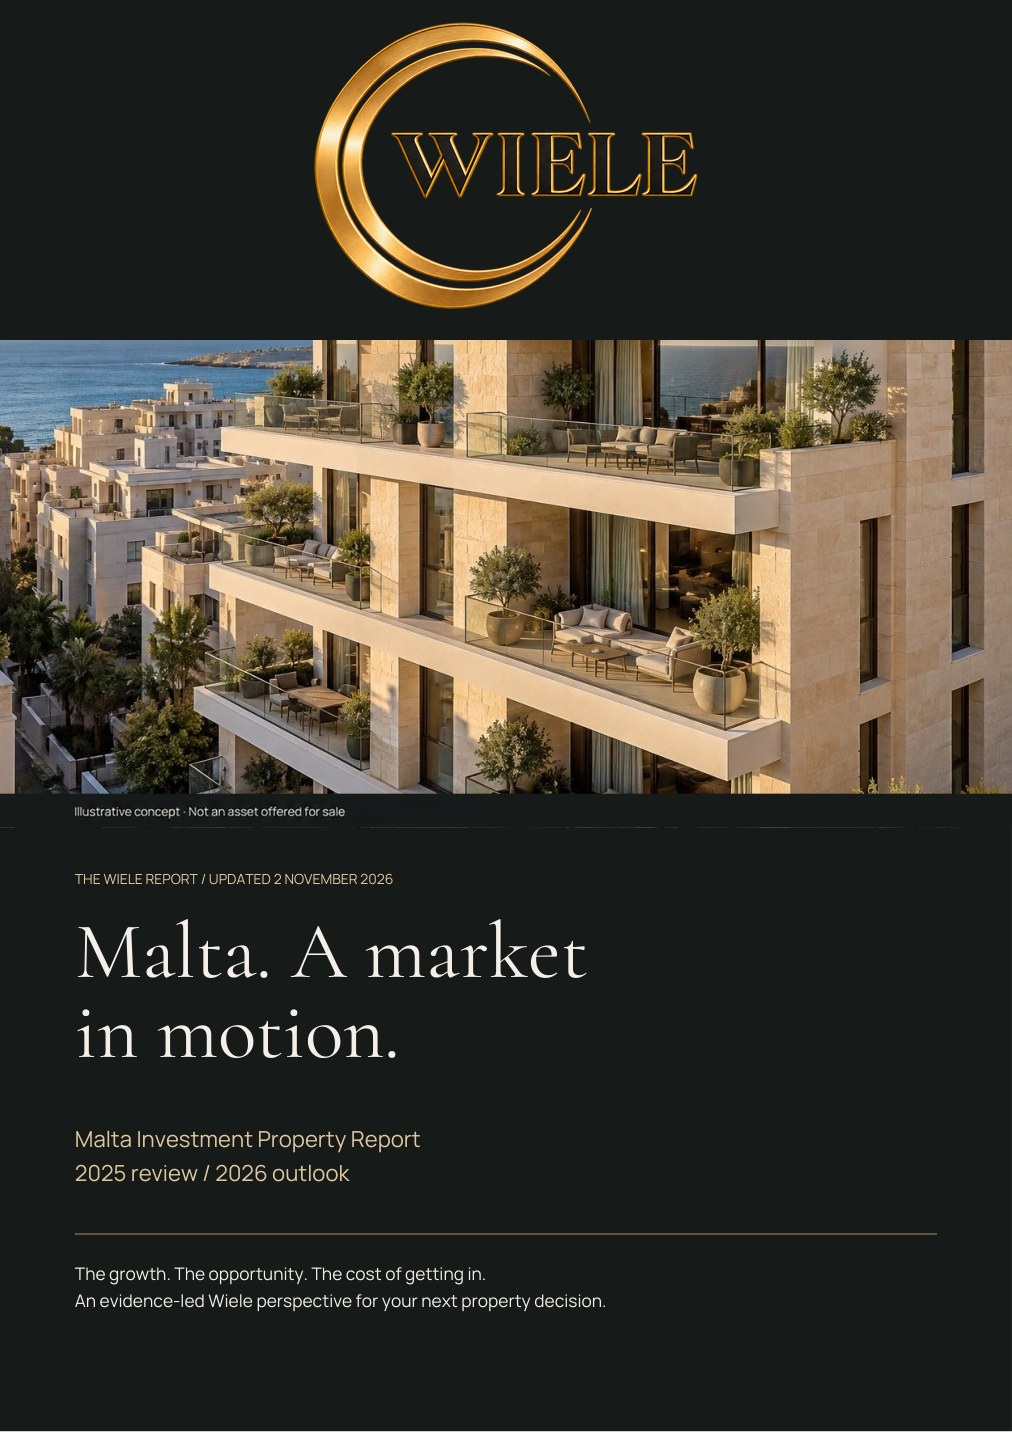 WIELE
Illustrative concept · Not an asset offered for sale
THE WIELE REPORT / UPDATED 2 NOVEMBER 2026
Malta. A market
in motion.
Malta Investment Property Report
2025 review / 2026 outlook
The growth. The opportunity. The cost of getting in.
An evidence-led Wiele perspective for your next property decision.